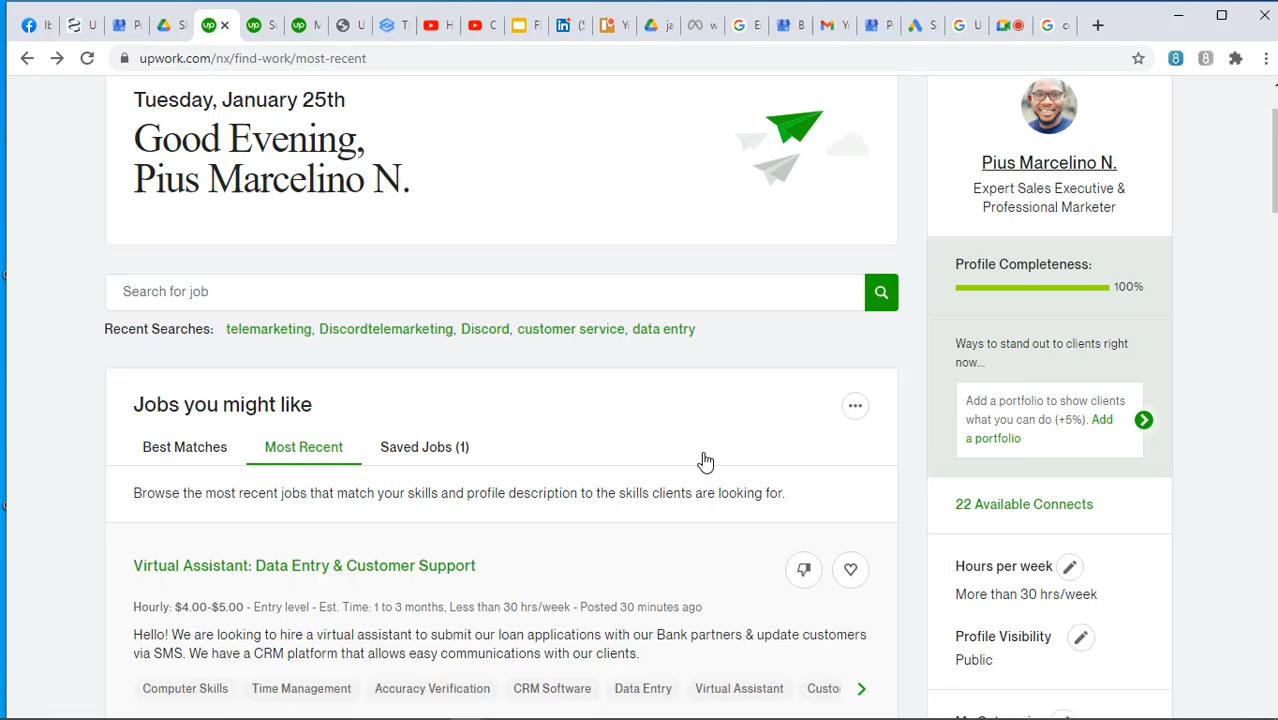 lb
U
P
S
up
S
M
U
T
H
C
F
(5
Y
ja
w
E
B
Y
P
S
U
c
upwork.com/nx/find-work/most-recent
Tuesday, January 25th
Good Evening,
Pius Marcelino N.
Search for job
Recent Searches: telemarketing, Discordtelemarketing, Discord, customer service, data entry
Jobs you might like
Best Matches Most Recent Saved Jobs (1)
Browse the most recent jobs that match your skills and profile description to the skills clients are looking for.
Virtual Assistant: Data Entry & Customer Support
Hourly: $4.00-$5.00 - Entry level - Est. Time: 1 to 3 months, Less than 30 hrs/week - Posted 30 minutes ago
Hello! We are looking to hire a virtual assistant to submit our loan applications with our Bank partners & update customers
via SMS. We have a CRM platform that allows easy communications with our clients.
Computer Skills Time Management Accuracy Verification CRM Software Data Entry Virtual Assistant Custo
Pius Marcelino N.
Expert Sales Executive &
Professional Marketer
Profile Completeness:
100%
Ways to stand out to clients right
now...
Add a portfolio to show clients
what you can do (+5%). Add
a portfolio
22 Available Connects
Hours per week
More than 30 hrs/week
Profile Visibility
Public